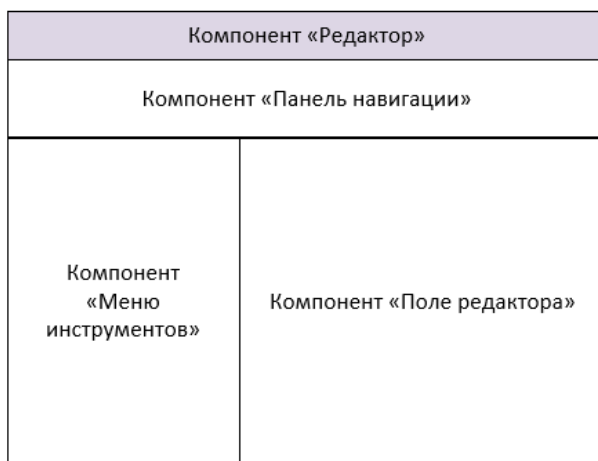 Компонент «Редактор»
Компонент «Панель навигации»
Компонент
«Меню
инструментов»
Компонент «Поле редактора»